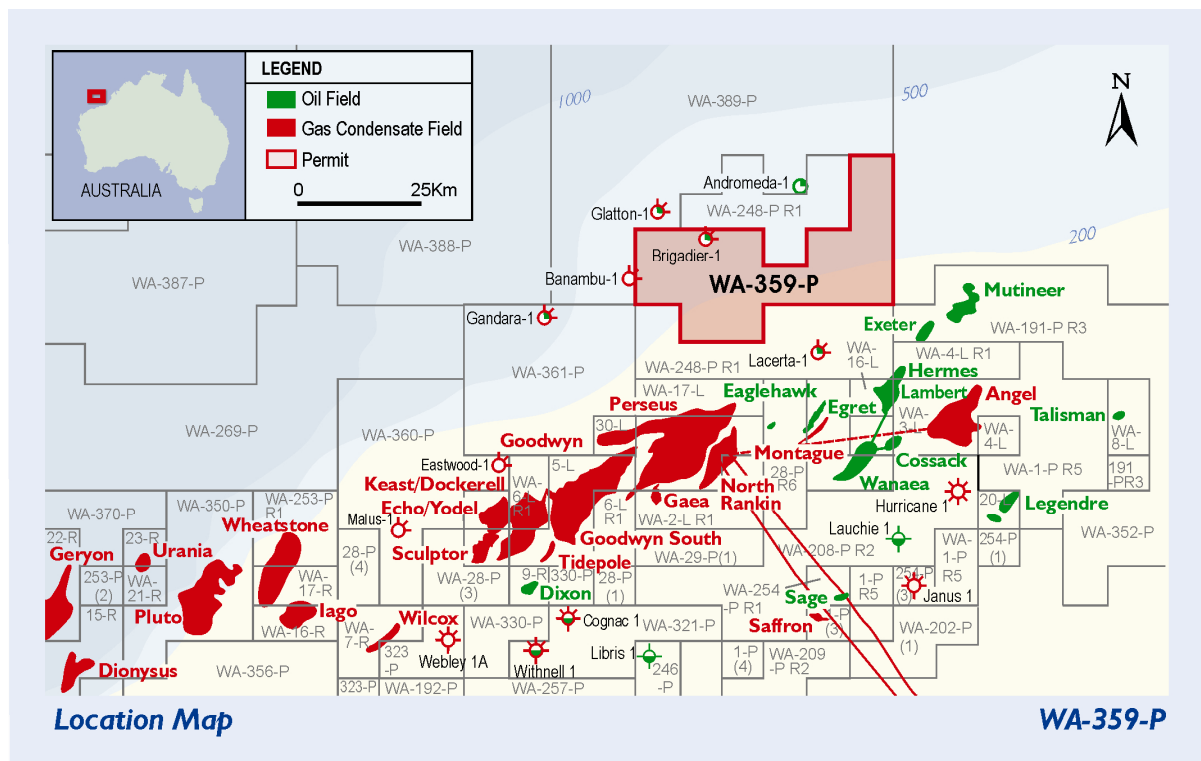 LEGEND
Oil Field
Gas Condensate Field
Permit
0 25Km
AUSTRALIA
1000
WA-389-P
500
N
Andromeda-1
Glatton-1
WA-248-P R1
200
WA-388-P
Brigadier-1
WA-387-P
Banambu-1
WA-359-P
Mutineer
Gandara-1
Exeter
WA-191-P R3
Lacerta-1
WA-
16-L
WA-4-L R1
WA-361-P
WA-248-P R1
Hermes
WA-17-L
Eaglehawk
Lambert
Angel
Perseus
Egret
WA-
3-L
Talisman
WA-269-P
WA-360-P
30-L
WA-
4-L
WA-
8-L
Goodwyn
Montague
Cossack
Eastwood-1
5-L
28-P
R6
Wanaea
WA-1-P R5
191
-PR3
Keast/Dockerell
WA-
6-L
R1
North
Rankin
Hurricane 1
WA-350-P
WA-253-P
R1
Echo/Yodel
6-L
R1
Gaea
20-L
Legendre
WA-370-P
Wheatstone
Malus-1
WA-2-L R1
Lauchie 1
WA-352-P
22-R
23-R
Goodwyn South
Geryon
Urania
28-P
(4)
Sculptor
Tidepole
WA-29-P(1)
WA-208-P R2
WA-
1-P
R5
254-P
(1)
253-P
(2)
WA-
21-R
WA-
17-R
WA-28-P
(3)
9-R
330-P
28-P
(1)
WA-254
-P R1
1-P
R5
254-P
(3)
Janus 1
Dixon
Sage
15-R
Pluto
Iago
Wilcox
WA-330-P
Cognac 1
WA-321-P
Saffron
1-P
(3)
WA-202-P
(1)
WA-16-R
WA-
7-R
Webley 1A
Withnell 1
Libris 1
1-P
(4)
WA-209
-P R2
Dionysus
WA-356-P
323
-P
246
-P
323-P
WA-192-P
WA-257-P
Location Map
WA-359-P